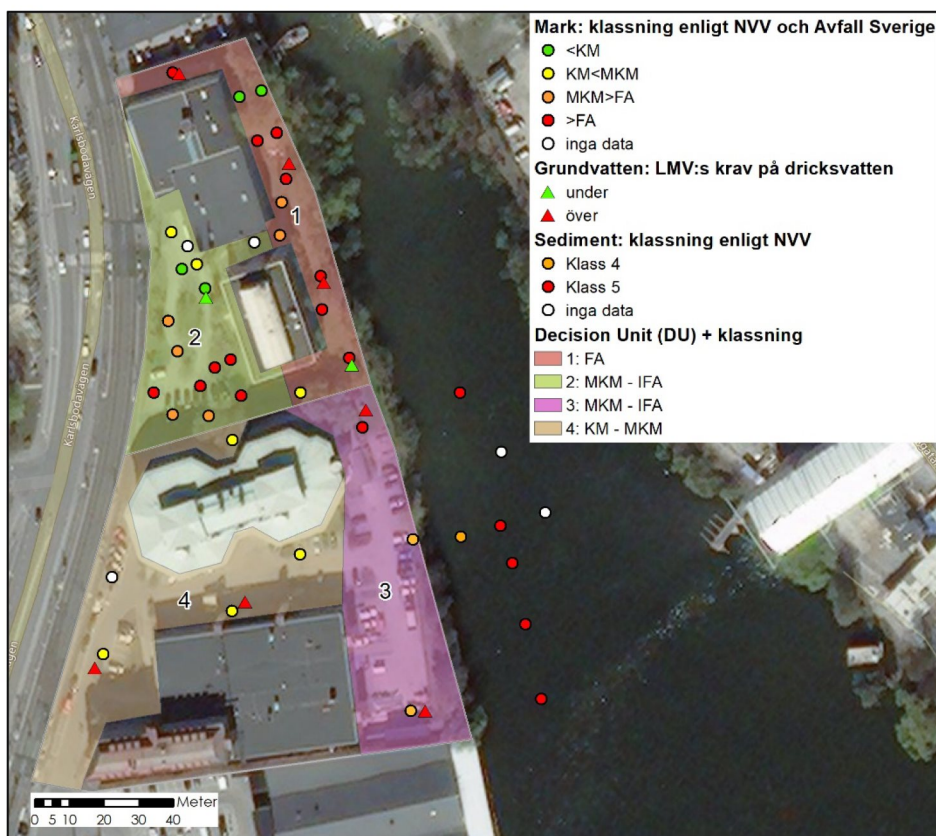 Mark: klassning enligt NVV och Avfall Sverige
<KM
KM<MKM
MKM>FA
>FA
inga data
Grundvatten: LMV:s krav på dricksvatten
under
över
Sediment: klassning enligt NVV
Klass 4
Klass 5
inga data
Decision Unit (DU) + klassning
1: FA
2: MKM - IFA
3: MKM - IFA
4: KM - MKM
Karlsbodavägen
1
2
Karlsbodavägen
3
4
Meter
0 5 10 20 30 40